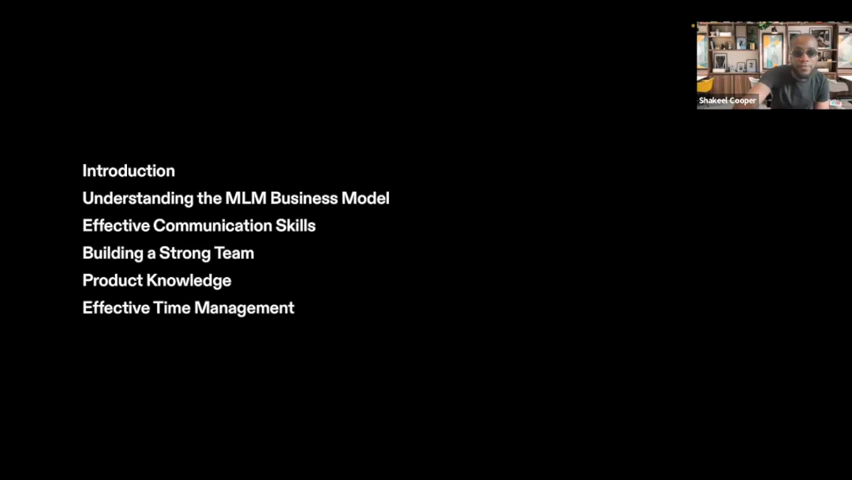 Shakeel Cooper
Introduction
Understanding the MLM Business Model
Effective Communication Skills
Building a Strong Team
Product Knowledge
Effective Time Management